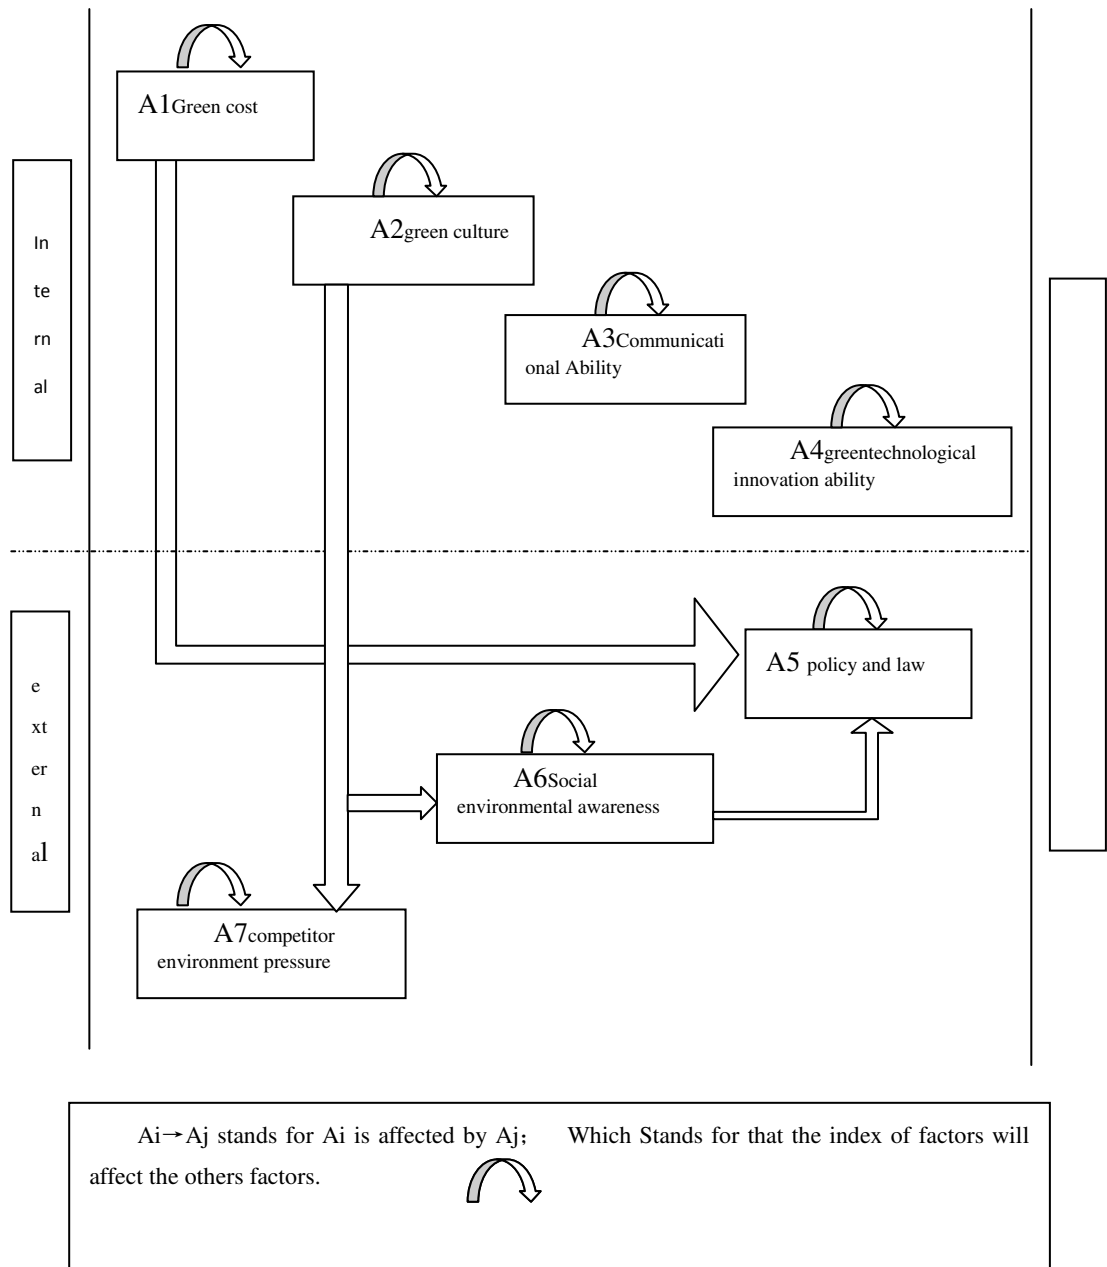 A1Green cost
A2green culture
In
te
rn
al
A3Communicati
onal Ability
A4greentechnological
innovation ability
A5 policy and law
e
xt
er
n
al
A6Social
environmental awareness
A7competitor
environment pressure
Ai→Aj stands for Ai is affected by Aj； Which Stands for that the index of factors will
affect the others factors.